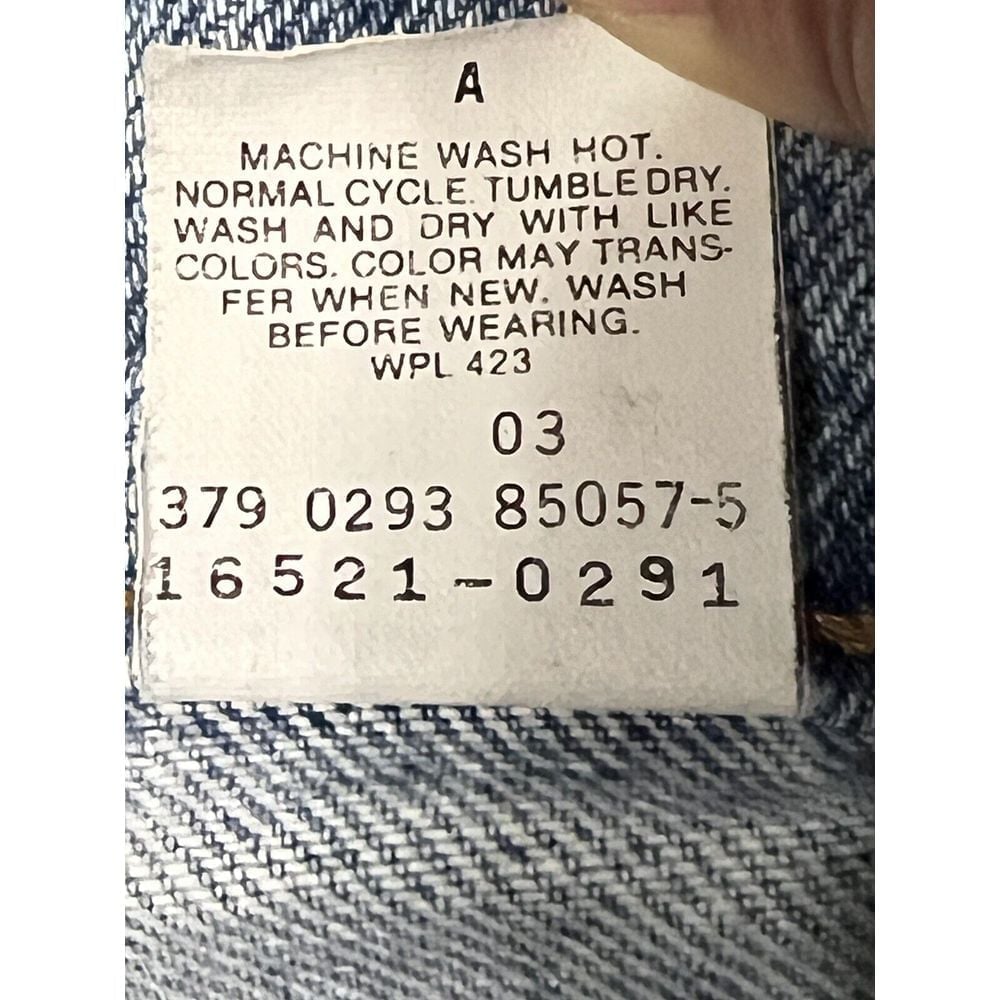 A
MACHINE WASH HOT.
NORMAL CYCLE. TUMBLE DRY.
WASH AND DRY WITH LIKE
COLORS. COLOR MAY TRANS-
FER WHEN NEW. WASH
BEFORE WEARING.
WPL 423
03
379 0293 85057-5
16521-0291